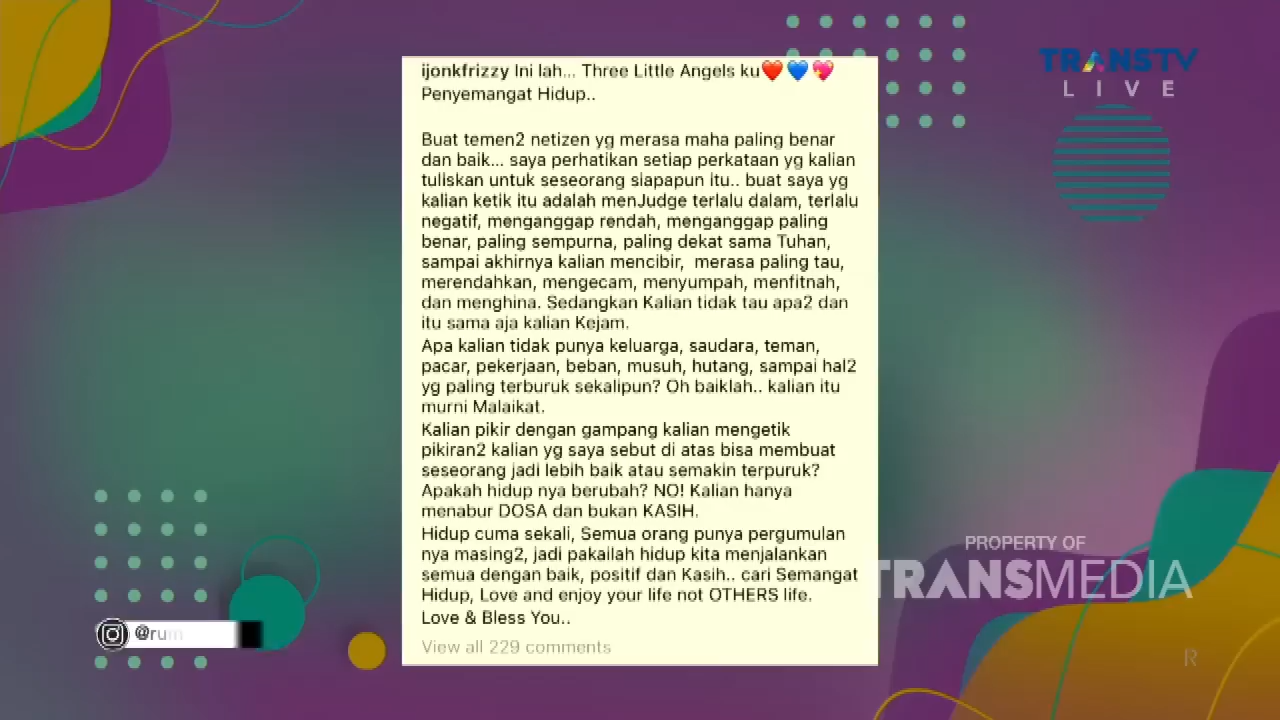 ijonkfrizzy Ini lah... Three Little Angels ku❤️💙💖
Penyemangat Hidup..
Buat temen2 netizen yg merasa maha paling benar
dan baik... saya perhatikan setiap perkataan yg kalian
tuliskan untuk seseorang siapapun itu.. buat saya yg
kalian ketik itu adalah menJudge terlalu dalam, terlalu
negatif, menganggap rendah, menganggap paling
benar, paling sempurna, paling dekat sama Tuhan,
sampai akhirnya kalian mencibir, merasa paling tau,
merendahkan, mengecam, menyumpah, menfitnah,
dan menghina. Sedangkan Kalian tidak tau apa2 dan
itu sama aja kalian Kejam.
Apa kalian tidak punya keluarga, saudara, teman,
pacar, pekerjaan, beban, musuh, hutang, sampai hal2
yg paling terburuk sekalipun? Oh baiklah.. kalian itu
murni Malaikat.
Kalian pikir dengan gampang kalian mengetik
pikiran2 kalian yg saya sebut di atas bisa membuat
seseorang jadi lebih baik atau semakin terpuruk?
Apakah hidup nya berubah? NO! Kalian hanya
menabur DOSA dan bukan KASIH.
Hidup cuma sekali, Semua orang punya pergumulan
nya masing2, jadi pakailah hidup kita menjalankan
semua dengan baik, positif dan Kasih.. cari Semangat
Hidup, Love and enjoy your life not OTHERS life.
Love & Bless You..
View all 229 comments
TRANSTV
LIVE
PROPERTY OF
TRANSMEDIA
@rum
R